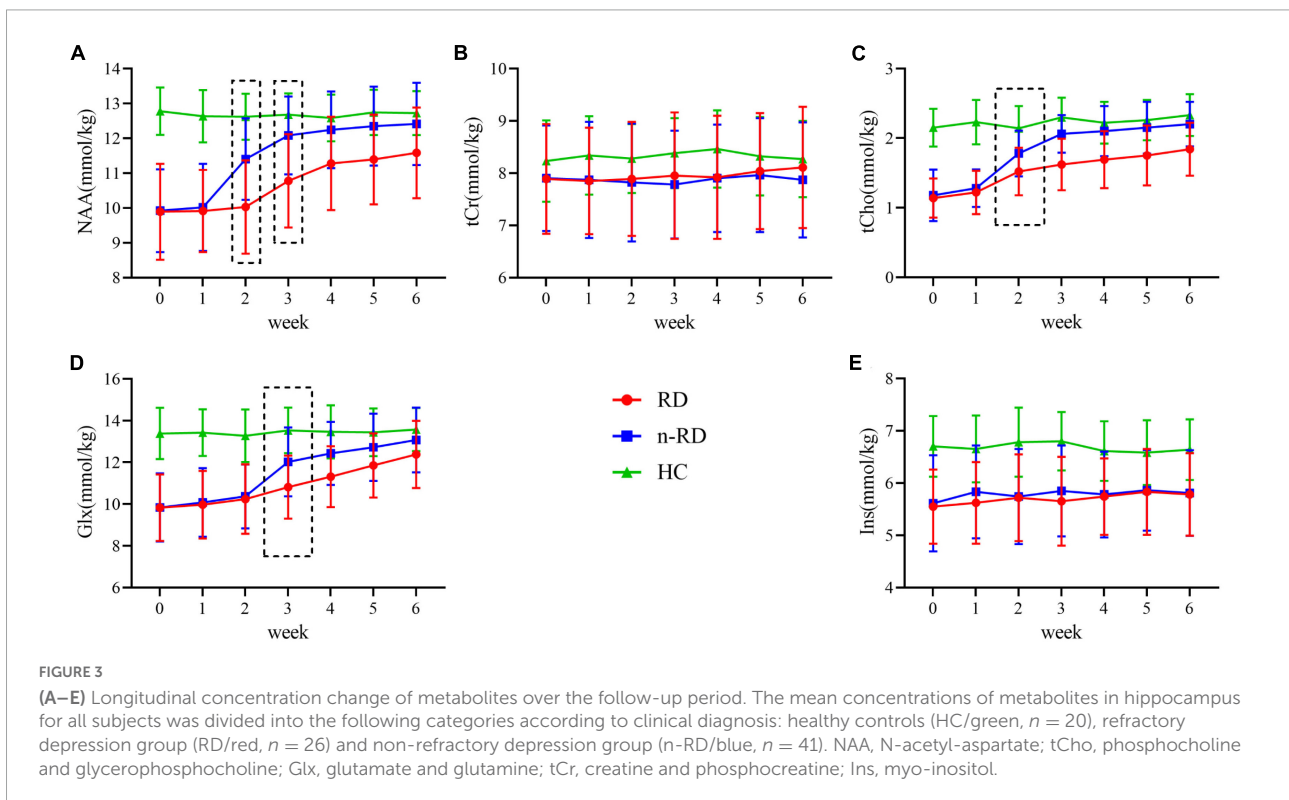 A
NAA(mmol/kg)
14
13
12
11
10
9
8
0 1 2 3 4 5 6
week
B
tCr(mmol/kg)
10
9
8
7
6
0 1 2 3 4 5 6
week
C
tCho(mmol/kg)
3
2
1
0
0 1 2 3 4 5 6
week
D
Glx(mmol/kg)
16
14
12
10
8
6
0 1 2 3 4 5 6
week
RD
n-RD
HC
E
Ins(mmol/kg)
8
7
6
5
4
0 1 2 3 4 5 6
week
FIGURE 3
(A–E) Longitudinal concentration change of metabolites over the follow-up period. The mean concentrations of metabolites in hippocampus
for all subjects was divided into the following categories according to clinical diagnosis: healthy controls (HC/green, n = 20), refractory
depression group (RD/red, n = 26) and non-refractory depression group (n-RD/blue, n = 41). NAA, N-acetyl-aspartate; tCho, phosphocholine
and glycerophosphocholine; Glx, glutamate and glutamine; tCr, creatine and phosphocreatine; Ins, myo-inositol.